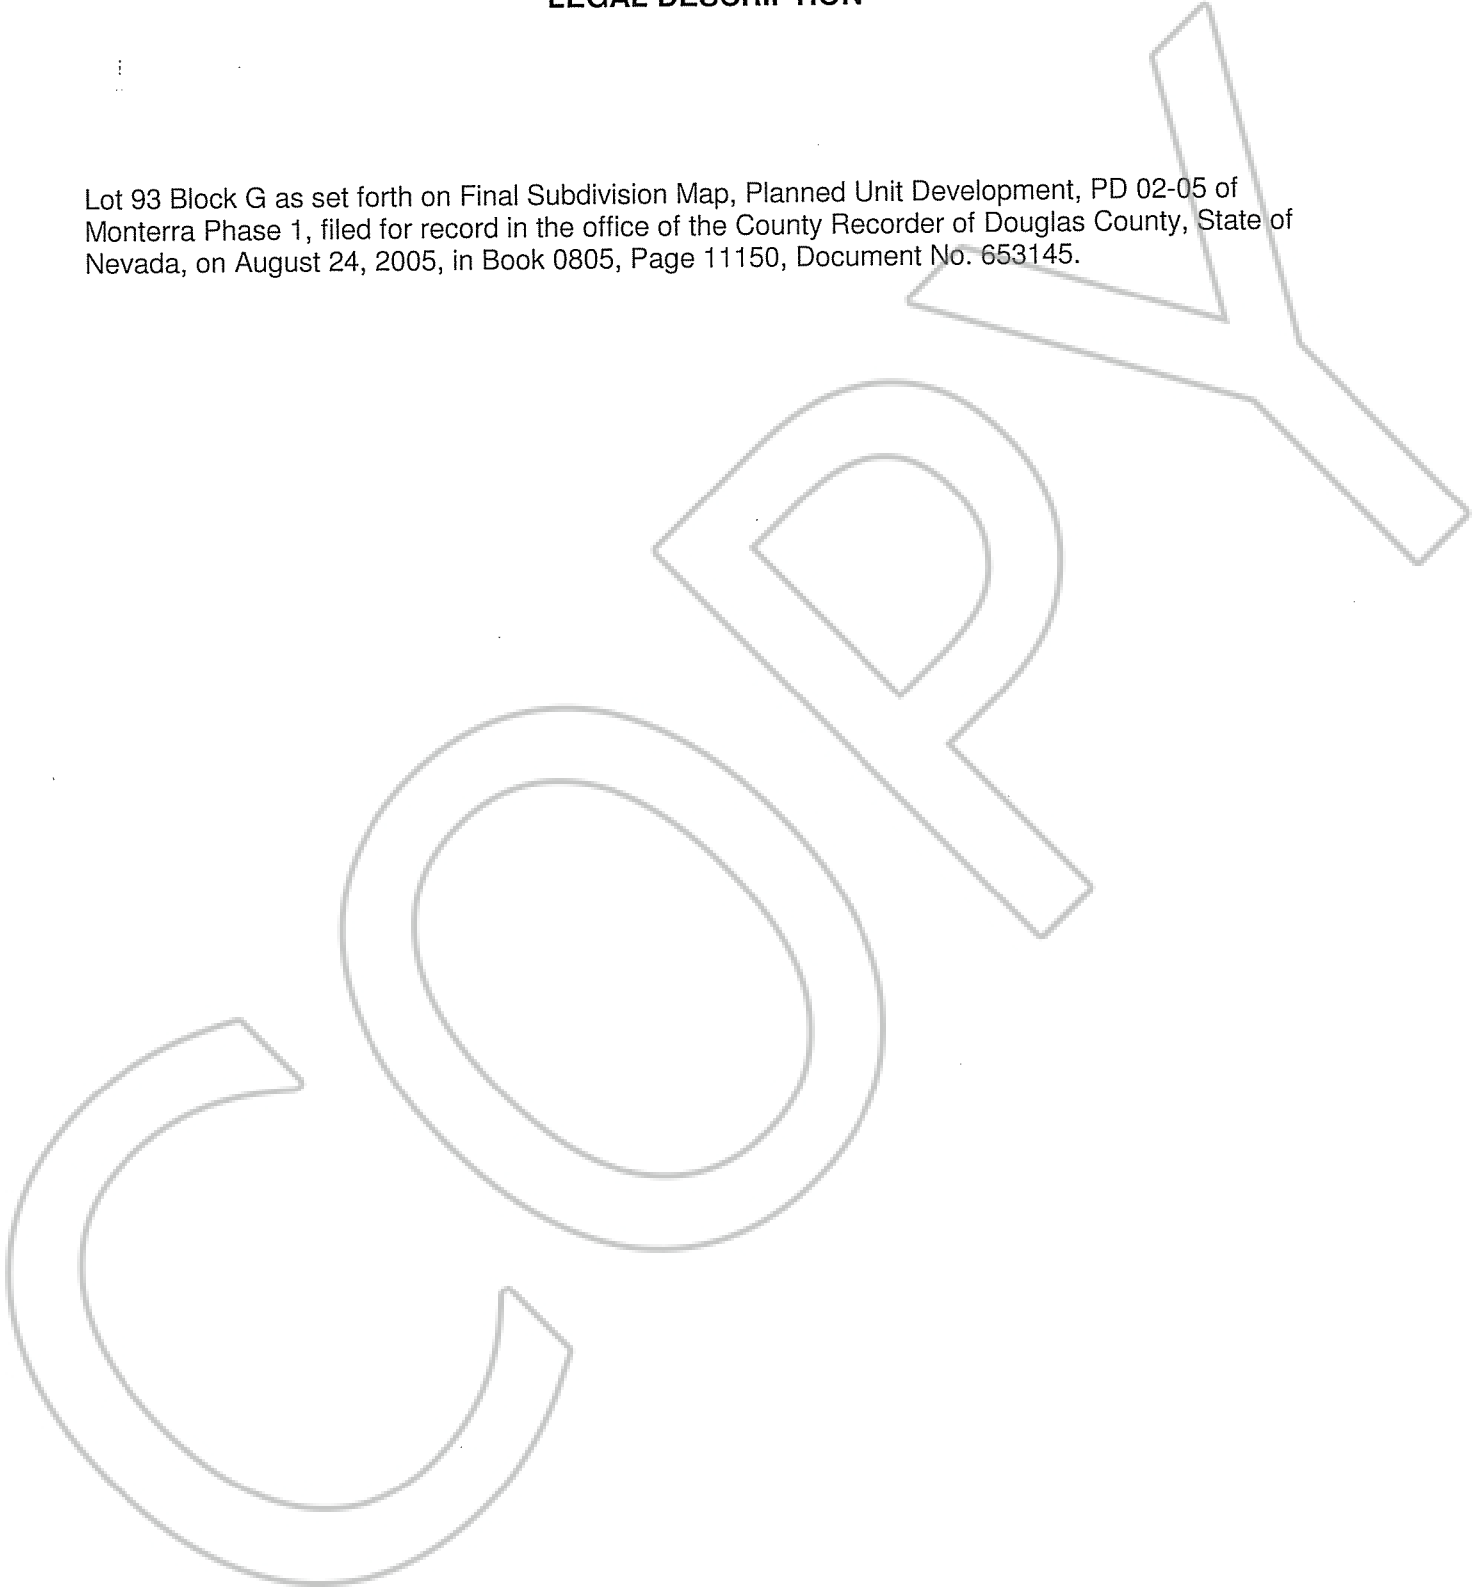 LEGAL DESCRIPTION
Lot 93 Block G as set forth on Final Subdivision Map, Planned Unit Development, PD 02-05 of
Monterra Phase 1, filed for record in the office of the County Recorder of Douglas County, State of
Nevada, on August 24, 2005, in Book 0805, Page 11150, Document No. 653145.
COPY